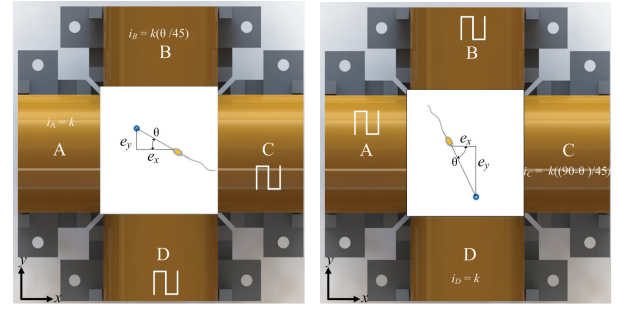 i_B = k(θ /45)
B
i_A = k
A
θ
e_y
e_x
C
D
y
x
B
A
e_x
θ
e_y
C
i_C = k((90-θ )/45)
D
i_D = k
y
x